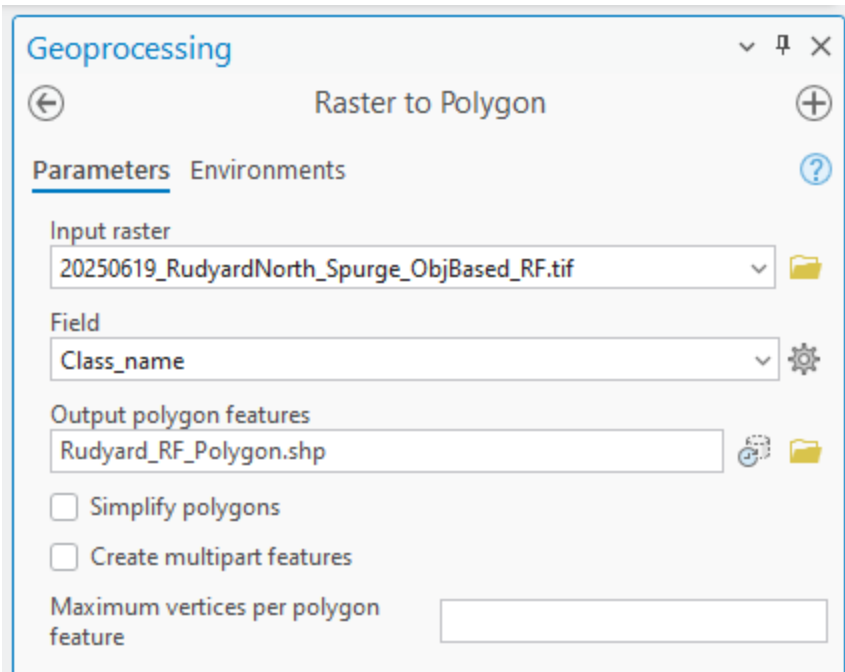 Geoprocessing
Raster to Polygon
Parameters Environments
Input raster
20250619_RudyardNorth_Spurge_ObjBased_RF.tif
Field
Class_name
Output polygon features
Rudyard_RF_Polygon.shp
Simplify polygons
Create multipart features
Maximum vertices per polygon
feature